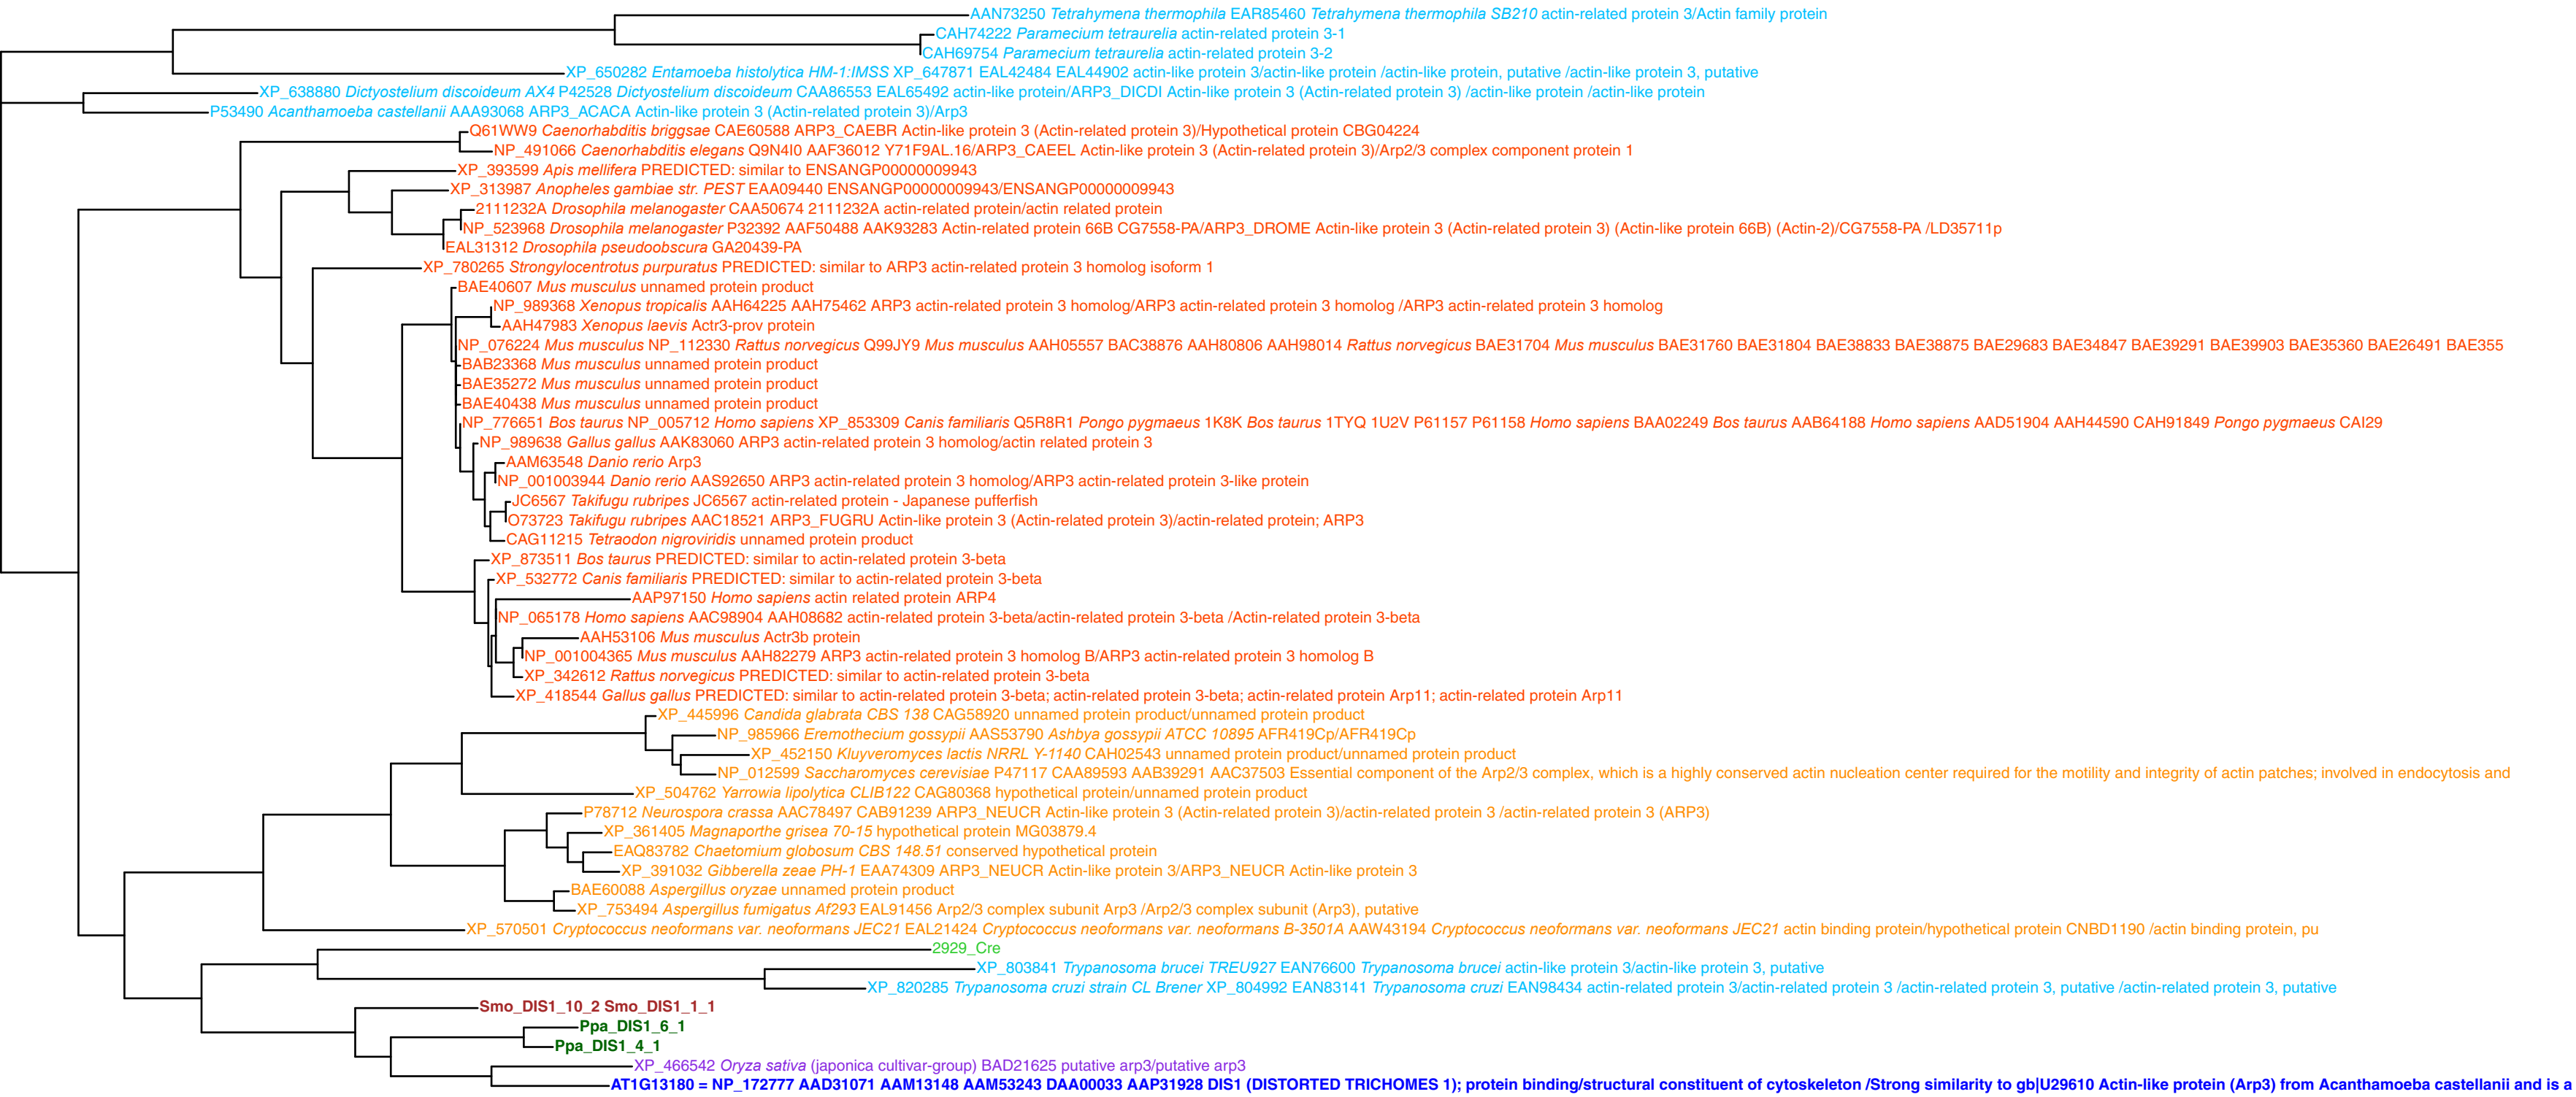 AAN73250 Tetrahymena thermophila EAR85460 Tetrahymena thermophila SB210 actin-related protein 3/Actin family protein
CAH74222 Paramecium tetraurelia actin-related protein 3-1
CAH69754 Paramecium tetraurelia actin-related protein 3-2
XP_650282 Entamoeba histolytica HM-1:IMSS XP_647871 EAL42484 EAL44902 actin-like protein 3/actin-like protein /actin-like protein, putative /actin-like protein 3, putative
XP_638880 Dictyostelium discoideum AX4 P42528 Dictyostelium discoideum CAA86553 EAL65492 actin-like protein/ARP3_DICDI Actin-like protein 3 (Actin-related protein 3) /actin-like protein /actin-like protein
P53490 Acanthamoeba castellanii AAA93068 ARP3_ACACA Actin-like protein 3 (Actin-related protein 3)/Arp3
Q61WW9 Caenorhabditis briggsae CAE60588 ARP3_CAEBR Actin-like protein 3 (Actin-related protein 3)/Hypothetical protein CBG04224
NP_491066 Caenorhabditis elegans Q9N4I0 AAF36012 Y71F9AL.16/ARP3_CAEEL Actin-like protein 3 (Actin-related protein 3)/Arp2/3 complex component protein 1
XP_393599 Apis mellifera PREDICTED: similar to ENSANGP00000009943
XP_313987 Anopheles gambiae str. PEST EAA09440 ENSANGP00000009943/ENSANGP00000009943
2111232A Drosophila melanogaster CAA50674 2111232A actin-related protein/actin related protein
NP_523968 Drosophila melanogaster P32392 AAF50488 AAK93283 Actin-related protein 66B CG7558-PA/ARP3_DROME Actin-like protein 3 (Actin-related protein 3) (Actin-like protein 66B) (Actin-2)/CG7558-PA /LD35711p
EAL31312 Drosophila pseudoobscura GA20439-PA
XP_780265 Strongylocentrotus purpuratus PREDICTED: similar to ARP3 actin-related protein 3 homolog isoform 1
BAE40607 Mus musculus unnamed protein product
NP_989368 Xenopus tropicalis AAH64225 AAH75462 ARP3 actin-related protein 3 homolog/ARP3 actin-related protein 3 homolog /ARP3 actin-related protein 3 homolog
AAH47983 Xenopus laevis Actr3-prov protein
NP_076224 Mus musculus NP_112330 Rattus norvegicus Q99JY9 Mus musculus AAH05557 BAC38876 AAH80806 AAH98014 Rattus norvegicus BAE31704 Mus musculus BAE31760 BAE31804 BAE38833 BAE38875 BAE29683 BAE34847 BAE39291 BAE39903 BAE35360 BAE26491 BAE355
BAB23368 Mus musculus unnamed protein product
BAE35272 Mus musculus unnamed protein product
BAE40438 Mus musculus unnamed protein product
NP_776651 Bos taurus NP_005712 Homo sapiens XP_853309 Canis familiaris Q5R8R1 Pongo pygmaeus 1K8K Bos taurus 1TYQ 1U2V P61157 P61158 Homo sapiens BAA02249 Bos taurus AAB64188 Homo sapiens AAD51904 AAH44590 CAH91849 Pongo pygmaeus CAI29
NP_989638 Gallus gallus AAK83060 ARP3 actin-related protein 3 homolog/actin related protein 3
AAM63548 Danio rerio Arp3
NP_001003944 Danio rerio AAS92650 ARP3 actin-related protein 3 homolog/ARP3 actin-related protein 3-like protein
JC6567 Takifugu rubripes JC6567 actin-related protein - Japanese pufferfish
O73723 Takifugu rubripes AAC18521 ARP3_FUGRU Actin-like protein 3 (Actin-related protein 3)/actin-related protein; ARP3
CAG11215 Tetraodon nigroviridis unnamed protein product
XP_873511 Bos taurus PREDICTED: similar to actin-related protein 3-beta
XP_532772 Canis familiaris PREDICTED: similar to actin-related protein 3-beta
AAP97150 Homo sapiens actin related protein ARP4
NP_065178 Homo sapiens AAC98904 AAH08682 actin-related protein 3-beta/actin-related protein 3-beta /Actin-related protein 3-beta
AAH53106 Mus musculus Actr3b protein
NP_001004365 Mus musculus AAH82279 ARP3 actin-related protein 3 homolog B/ARP3 actin-related protein 3 homolog B
XP_342612 Rattus norvegicus PREDICTED: similar to actin-related protein 3-beta
XP_418544 Gallus gallus PREDICTED: similar to actin-related protein 3-beta; actin-related protein 3-beta; actin-related protein Arp11; actin-related protein Arp11
XP_445996 Candida glabrata CBS 138 CAG58920 unnamed protein product/unnamed protein product
NP_985966 Eremothecium gossypii AAS53790 Ashbya gossypii ATCC 10895 AFR419Cp/AFR419Cp
XP_452150 Kluyveromyces lactis NRRL Y-1140 CAH02543 unnamed protein product/unnamed protein product
NP_012599 Saccharomyces cerevisiae P47117 CAA89593 AAB39291 AAC37503 Essential component of the Arp2/3 complex, which is a highly conserved actin nucleation center required for the motility and integrity of actin patches; involved in endocytosis and
XP_504762 Yarrowia lipolytica CLIB122 CAG80368 hypothetical protein/unnamed protein product
P78712 Neurospora crassa AAC78497 CAB91239 ARP3_NEUCR Actin-like protein 3 (Actin-related protein 3)/actin-related protein 3 /actin-related protein 3 (ARP3)
XP_361405 Magnaporthe grisea 70-15 hypothetical protein MG03879.4
EAQ83782 Chaetomium globosum CBS 148.51 conserved hypothetical protein
XP_391032 Gibberella zeae PH-1 EAA74309 ARP3_NEUCR Actin-like protein 3/ARP3_NEUCR Actin-like protein 3
BAE60088 Aspergillus oryzae unnamed protein product
XP_753494 Aspergillus fumigatus Af293 EAL91456 Arp2/3 complex subunit Arp3 /Arp2/3 complex subunit (Arp3), putative
XP_570501 Cryptococcus neoformans var. neoformans JEC21 EAL21424 Cryptococcus neoformans var. neoformans B-3501A AAW43194 Cryptococcus neoformans var. neoformans JEC21 actin binding protein/hypothetical protein CNBD1190 /actin binding protein, pu
2929_Cre
XP_803841 Trypanosoma brucei TREU927 EAN76600 Trypanosoma brucei actin-like protein 3/actin-like protein 3, putative
XP_820285 Trypanosoma cruzi strain CL Brener XP_804992 EAN83141 Trypanosoma cruzi EAN98434 actin-related protein 3/actin-related protein 3 /actin-related protein 3, putative /actin-related protein 3, putative
Smo_DIS1_10_2 Smo_DIS1_1_1
Ppa_DIS1_6_1
Ppa_DIS1_4_1
XP_466542 Oryza sativa (japonica cultivar-group) BAD21625 putative arp3/putative arp3
AT1G13180 = NP_172777 AAD31071 AAM13148 AAM53243 DAA00033 AAP31928 DIS1 (DISTORTED TRICHOMES 1); protein binding/structural constituent of cytoskeleton /Strong similarity to gb|U29610 Actin-like protein (Arp3) from Acanthamoeba castellanii and is a